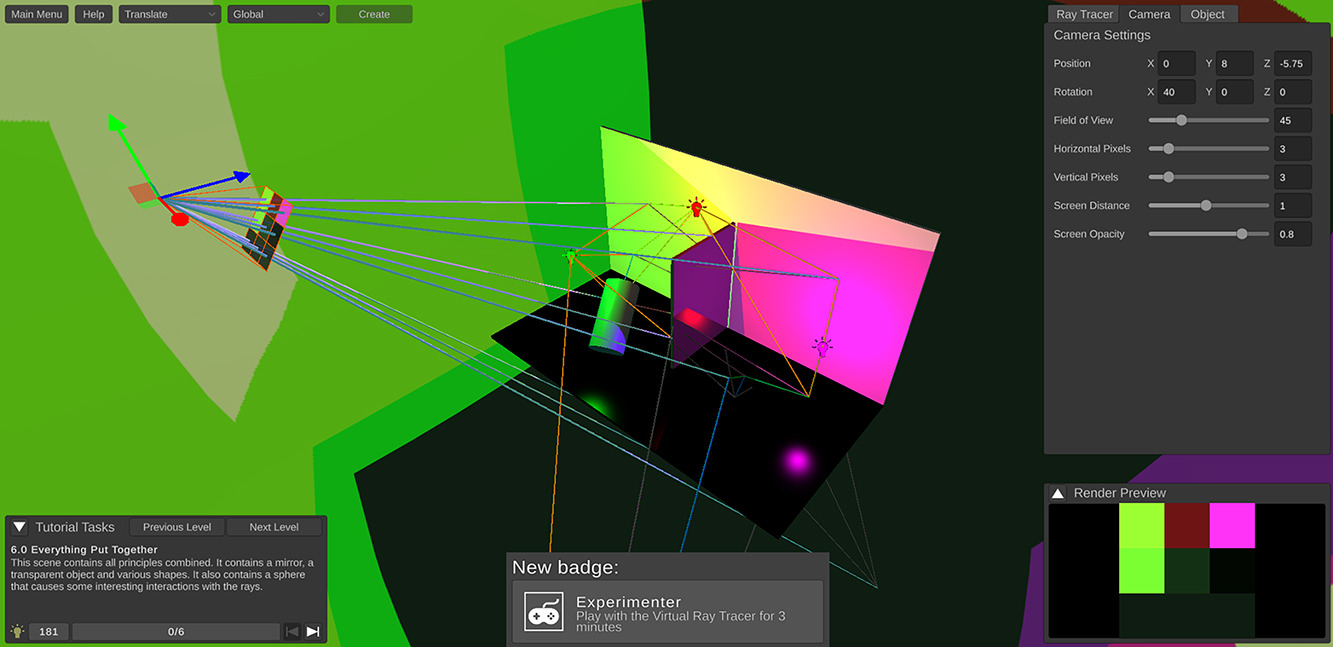 Main Menu
Help
Translate
Global
Create
Ray Tracer
Camera
Object
Camera Settings
Position X 0 Y 8 Z -5.75
Rotation X 40 Y 0 Z 0
Field of View 45
Horizontal Pixels 3
Vertical Pixels 3
Screen Distance 1
Screen Opacity 0.8
Render Preview
Tutorial Tasks
Previous Level
Next Level
6.0 Everything Put Together
This scene contains all principles combined. It contains a mirror, a
transparent object and various shapes. It also contains a sphere
that causes some interesting interactions with the rays.
181
0/6
New badge:
Experimenter
Play with the Virtual Ray Tracer for 3
minutes